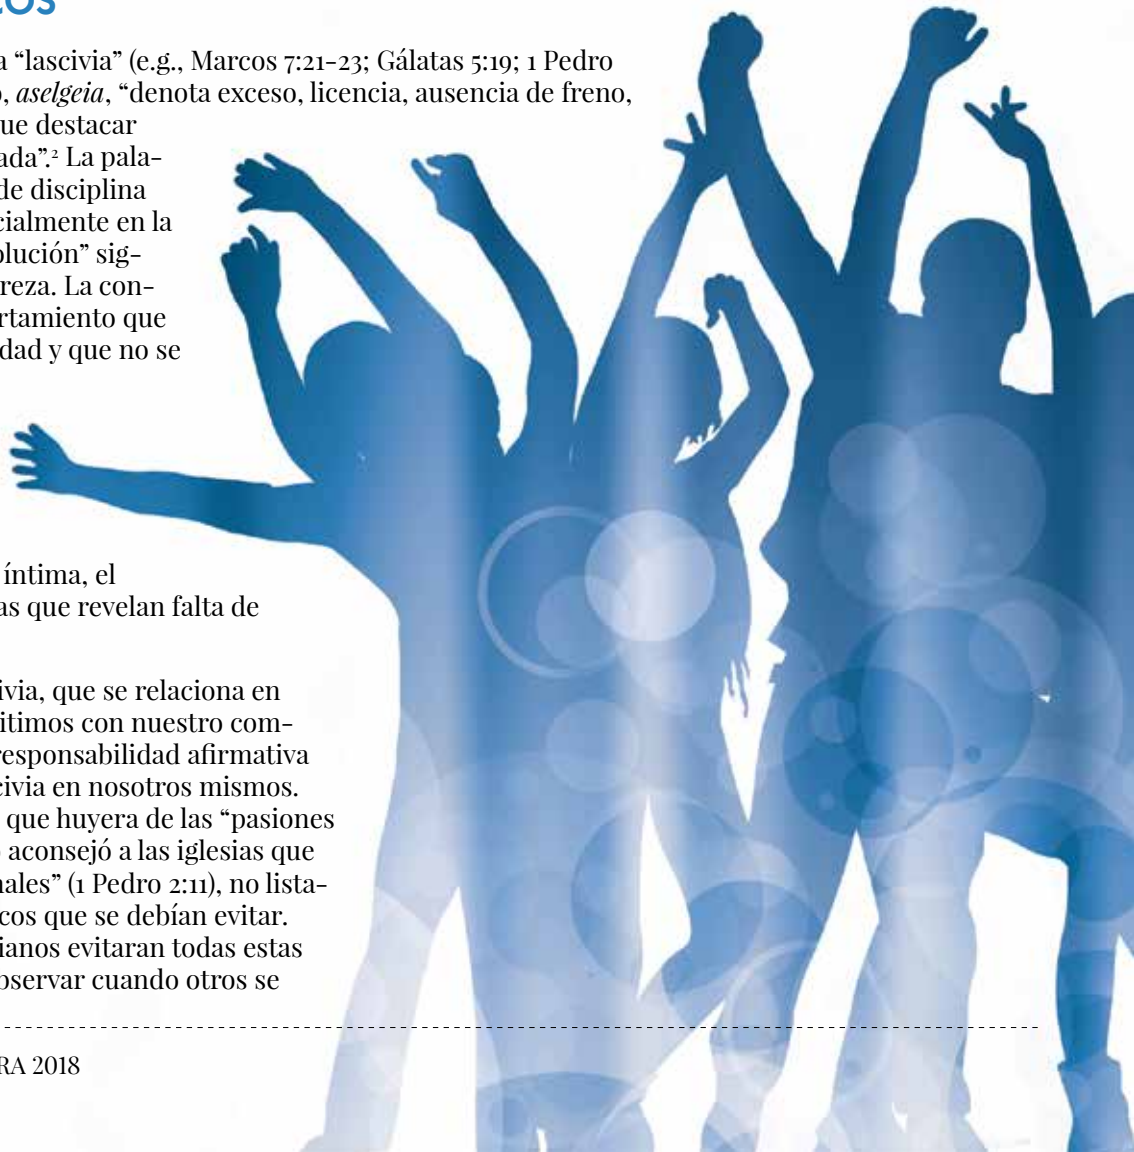 a “lascivia” (e.g., Marcos 7:21-23; Gálatas 5:19; 1 Pedro
, aselgeia, “denota exceso, licencia, ausencia de freno,
ue destacar
ada”.² La pala-
de disciplina
cialmente en la
olución” sig-
reza. La con-
rtamiento que
dad y que no se
íntima, el
as que revelan falta de
ivia, que se relaciona en
itimos con nuestro com-
responsabilidad afirmativa
civia en nosotros mismos.
que huyera de las “pasiones
aconsejó a las iglesias que
nales” (1 Pedro 2:11), no lista-
cos que se debían evitar.
ianos evitaran todas estas
bservar cuando otros se
RA 2018